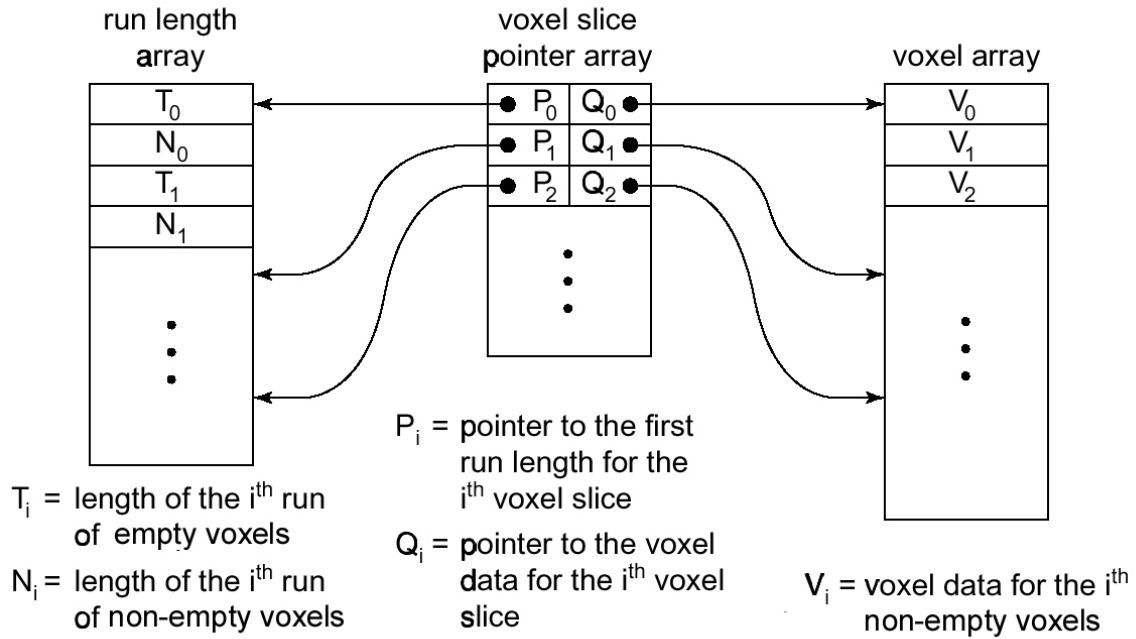 run length
array
voxel slice
pointer array
voxel array
T₀
N₀
T₁
N₁
P₀ Q₀
P₁ Q₁
P₂ Q₂
V₀
V₁
V₂
Tᵢ = length of the iᵗʰ run
of empty voxels
Nᵢ = length of the iᵗʰ run
of non-empty voxels
Pᵢ = pointer to the first
run length for the
iᵗʰ voxel slice
Qᵢ = pointer to the voxel
data for the iᵗʰ voxel
slice
Vᵢ = voxel data for the iᵗʰ
non-empty voxels